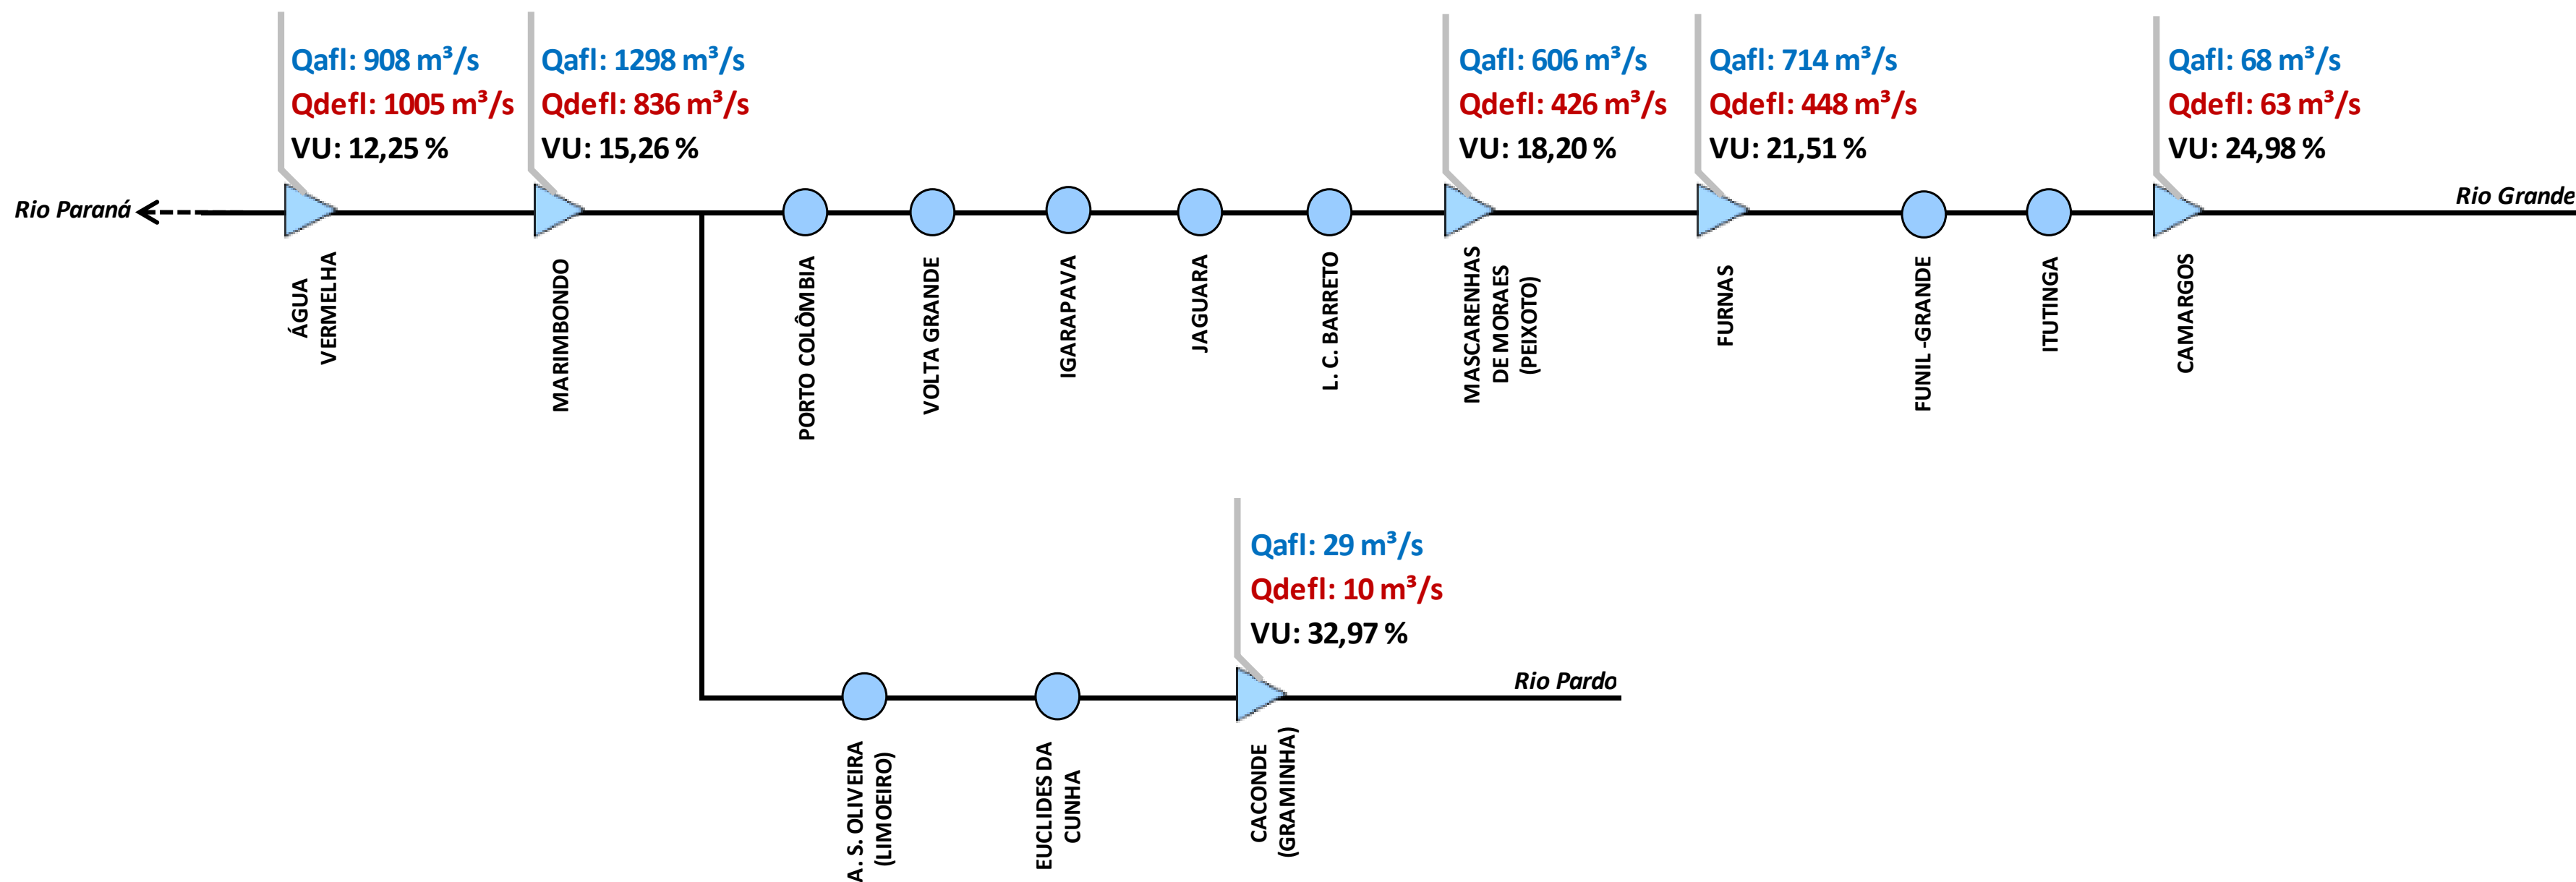 Qafl: 908 m³/s
Qdefl: 1005 m³/s
VU: 12,25 %
Qafl: 1298 m³/s
Qdefl: 836 m³/s
VU: 15,26 %
Qafl: 606 m³/s
Qdefl: 426 m³/s
VU: 18,20 %
Qafl: 714 m³/s
Qdefl: 448 m³/s
VU: 21,51 %
Qafl: 68 m³/s
Qdefl: 63 m³/s
VU: 24,98 %
Rio Paraná
Rio Grande
ÁGUA
VERMELHA
MARIMBONDO
PORTO COLÔMBIA
VOLTA GRANDE
IGARAPAVA
JAGUARA
L. C. BARRETO
MASCARENHAS
DE MORAES
(PEIXOTO)
FURNAS
FUNIL -GRANDE
ITUTINGA
CAMARGOS
Qafl: 29 m³/s
Qdefl: 10 m³/s
VU: 32,97 %
Rio Pardo
A. S. OLIVEIRA
(LIMOEIRO)
EUCLIDES DA
CUNHA
CACONDE
(GRAMINHA)